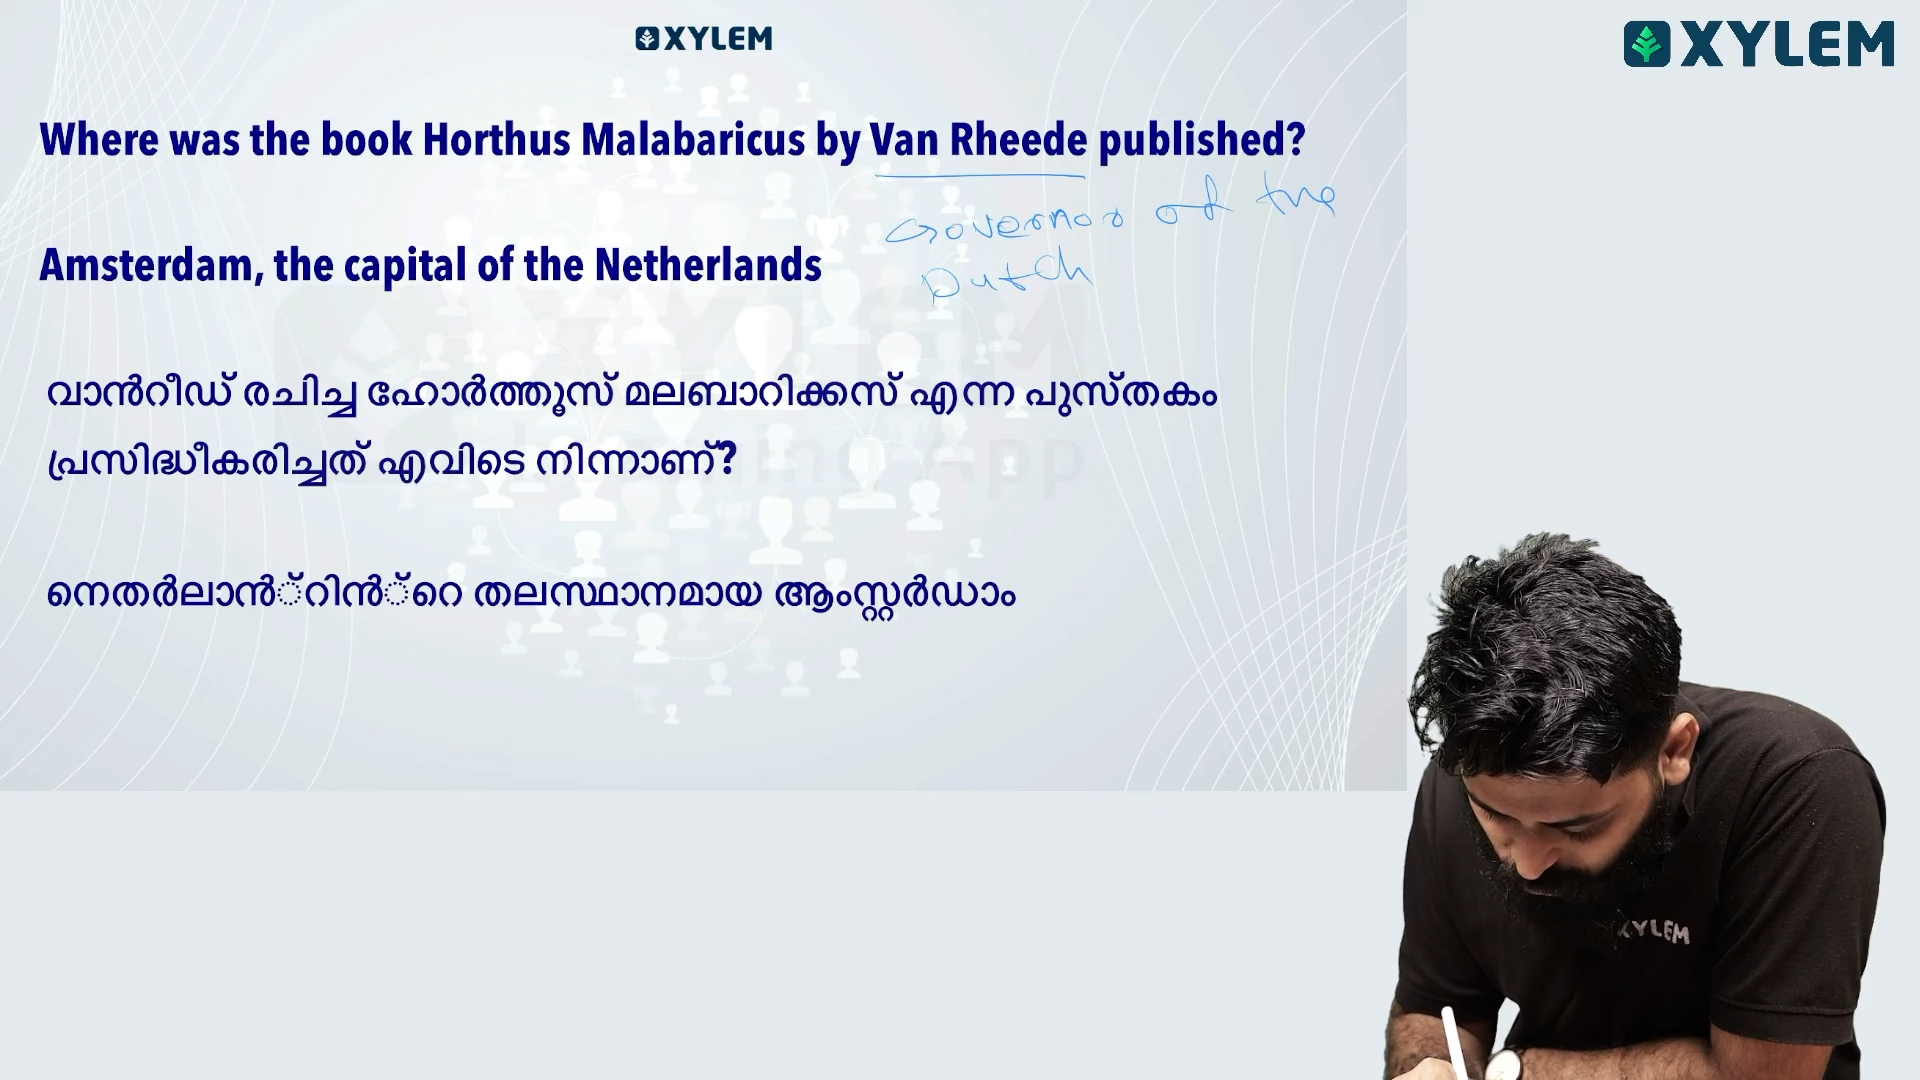 XYLEM
XYLEM
Where was the book Horthus Malabaricus by Van Rheede published?
Governor of the
Dutch
Amsterdam, the capital of the Netherlands
വാൻറീഡ് രചിച്ച ഹോർത്തൂസ് മലബാറിക്കസ് എന്ന പുസ്തകം
പ്രസിദ്ധീകരിച്ചത് എവിടെ നിന്നാണ്?
നെതർലാൻ്റിൻ്റെ തലസ്ഥാനമായ ആംസ്റ്റർഡാം
XYLEM